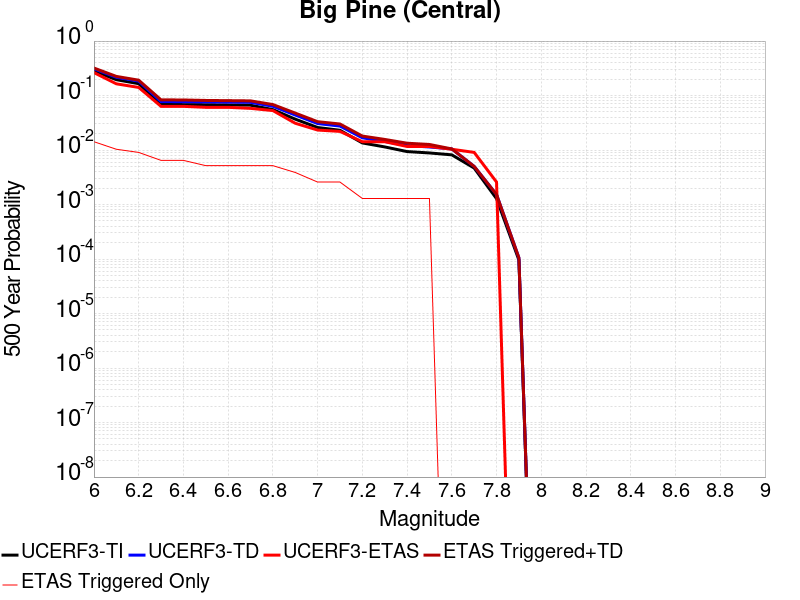 Big Pine (Central)
10^0
10^-1
10^-2
10^-3
10^-4
10^-5
10^-6
10^-7
10^-8
500 Year Probability
6 6.2 6.4 6.6 6.8 7 7.2 7.4 7.6 7.8 8 8.2 8.4 8.6 8.8 9
Magnitude
UCERF3-TI UCERF3-TD UCERF3-ETAS ETAS Triggered+TD
ETAS Triggered Only